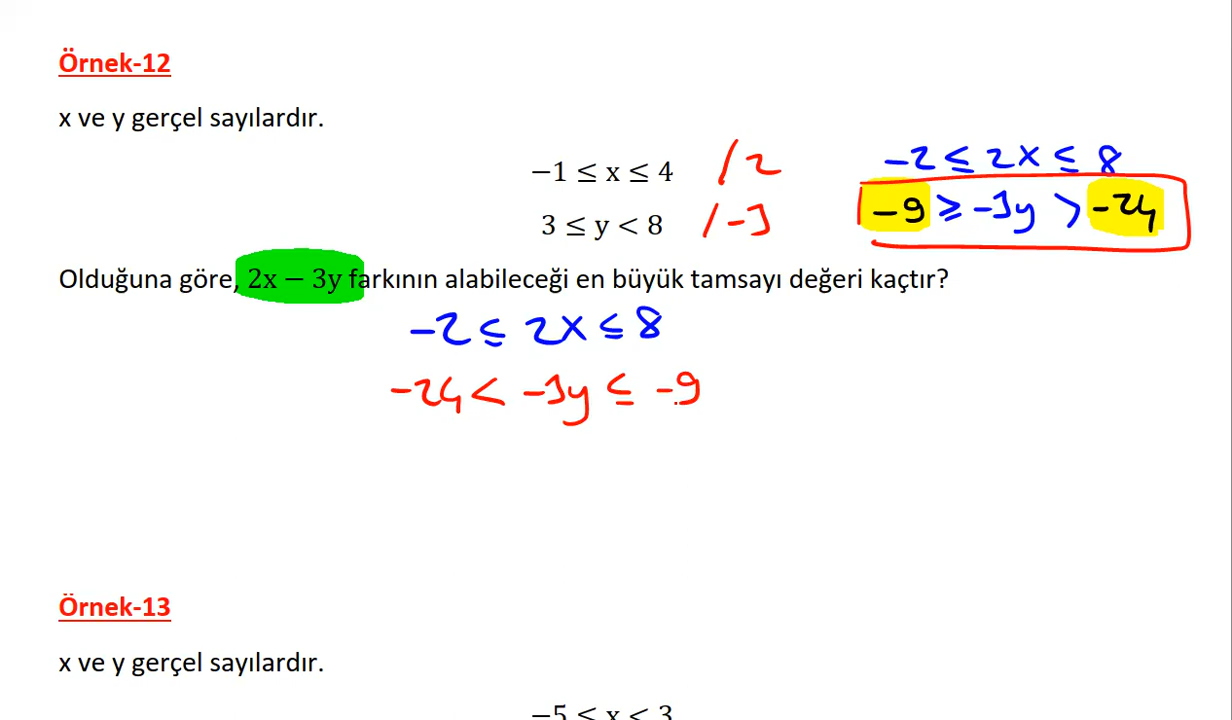 Örnek-12
x ve y gerçel sayılardır.
−1 ≤ x ≤ 4 / 2
−2 ≤ 2x ≤ 8
3 ≤ y < 8 / −3
−9 ≥ −3y > −24
Olduğuna göre, 2x − 3y farkının alabileceği en büyük tamsayı değeri kaçtır?
−2 ≤ 2x ≤ 8
−24 < −3y ≤ −9
Örnek-13
x ve y gerçel sayılardır.
−5 < x < 3